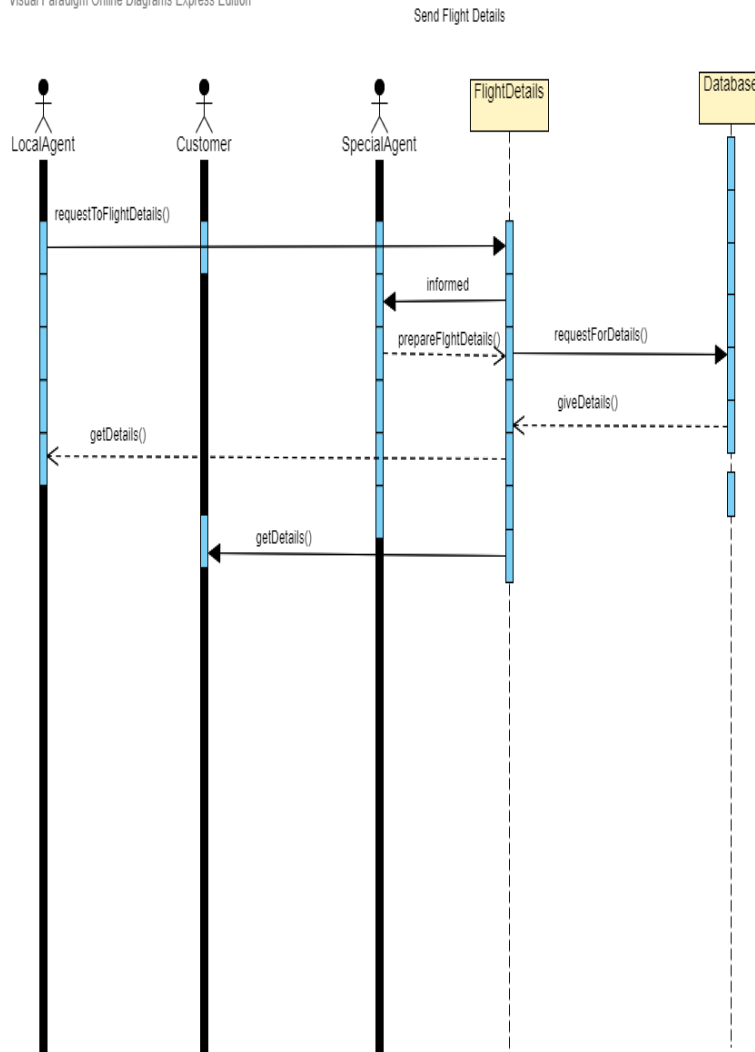 Visual Paradigm Online Diagrams Express Edition
Send Flight Details
LocalAgent
Customer
SpecialAgent
FlightDetails
Database
requestToFlightDetails()
informed
prepareFlghtDetails()
requestForDetails()
giveDetails()
getDetails()
getDetails()